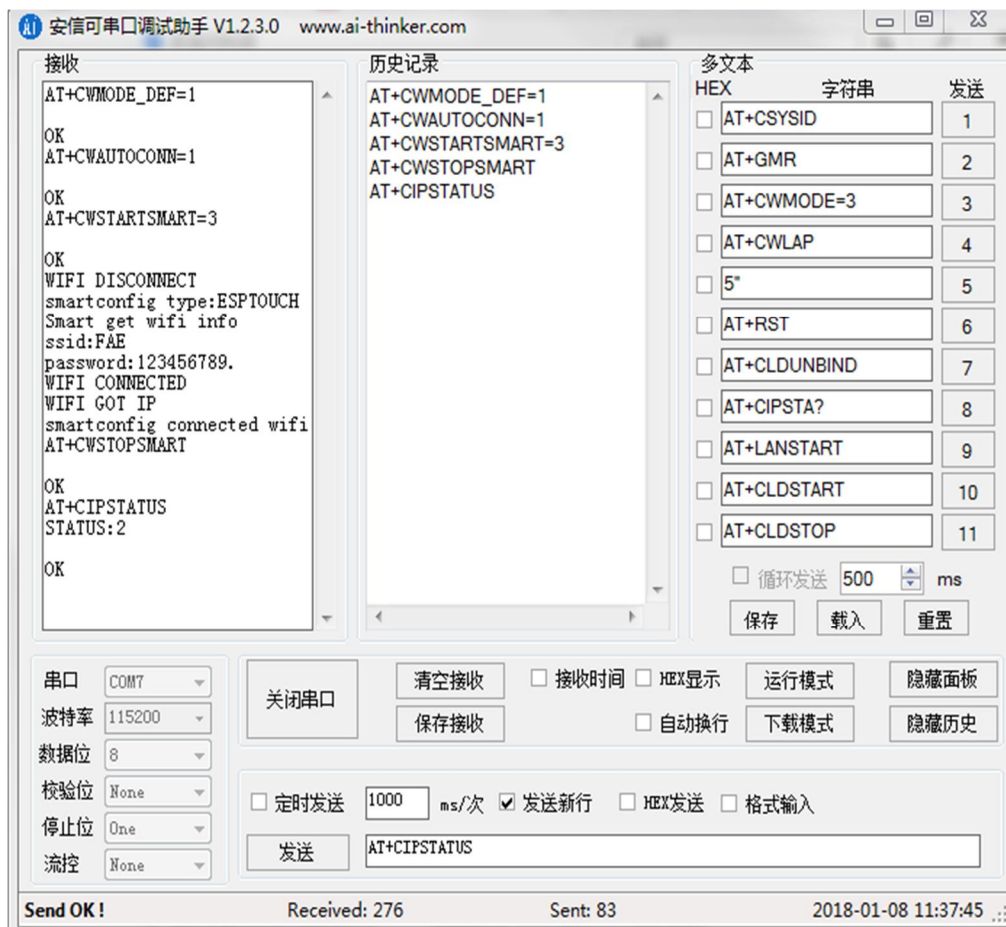 安信可串口调试助手 V1.2.3.0 www.ai-thinker.com
接收
AT+CWMODE_DEF=1
OK
AT+CWAUTOCONN=1
OK
AT+CWSTARTSMART=3
OK
WIFI DISCONNECT
smartconfig type:ESPTOUCH
Smart get wifi info
ssid:FAE
password:123456789.
WIFI CONNECTED
WIFI GOT IP
smartconfig connected wifi
AT+CWSTOPSMART
OK
AT+CIPSTATUS
STATUS:2
OK
历史记录
AT+CWMODE_DEF=1
AT+CWAUTOCONN=1
AT+CWSTARTSMART=3
AT+CWSTOPSMART
AT+CIPSTATUS
多文本
HEX 字符串 发送
AT+CSYSID 1
AT+GMR 2
AT+CWMODE=3 3
AT+CWLAP 4
5" 5
AT+RST 6
AT+CLDUNBIND 7
AT+CIPSTA? 8
AT+LANSTART 9
AT+CLDSTART 10
AT+CLDSTOP 11
循环发送 500 ms
保存 载入 重置
串口 COM7
波特率 115200
数据位 8
校验位 None
停止位 One
流控 None
关闭串口
清空接收 接收时间 HEX显示 运行模式 隐藏面板
保存接收 自动换行 下载模式 隐藏历史
定时发送 1000 ms/次 发送新行 HEX发送 格式输入
发送 AT+CIPSTATUS
Send OK! Received: 276 Sent: 83 2018-01-08 11:37:45